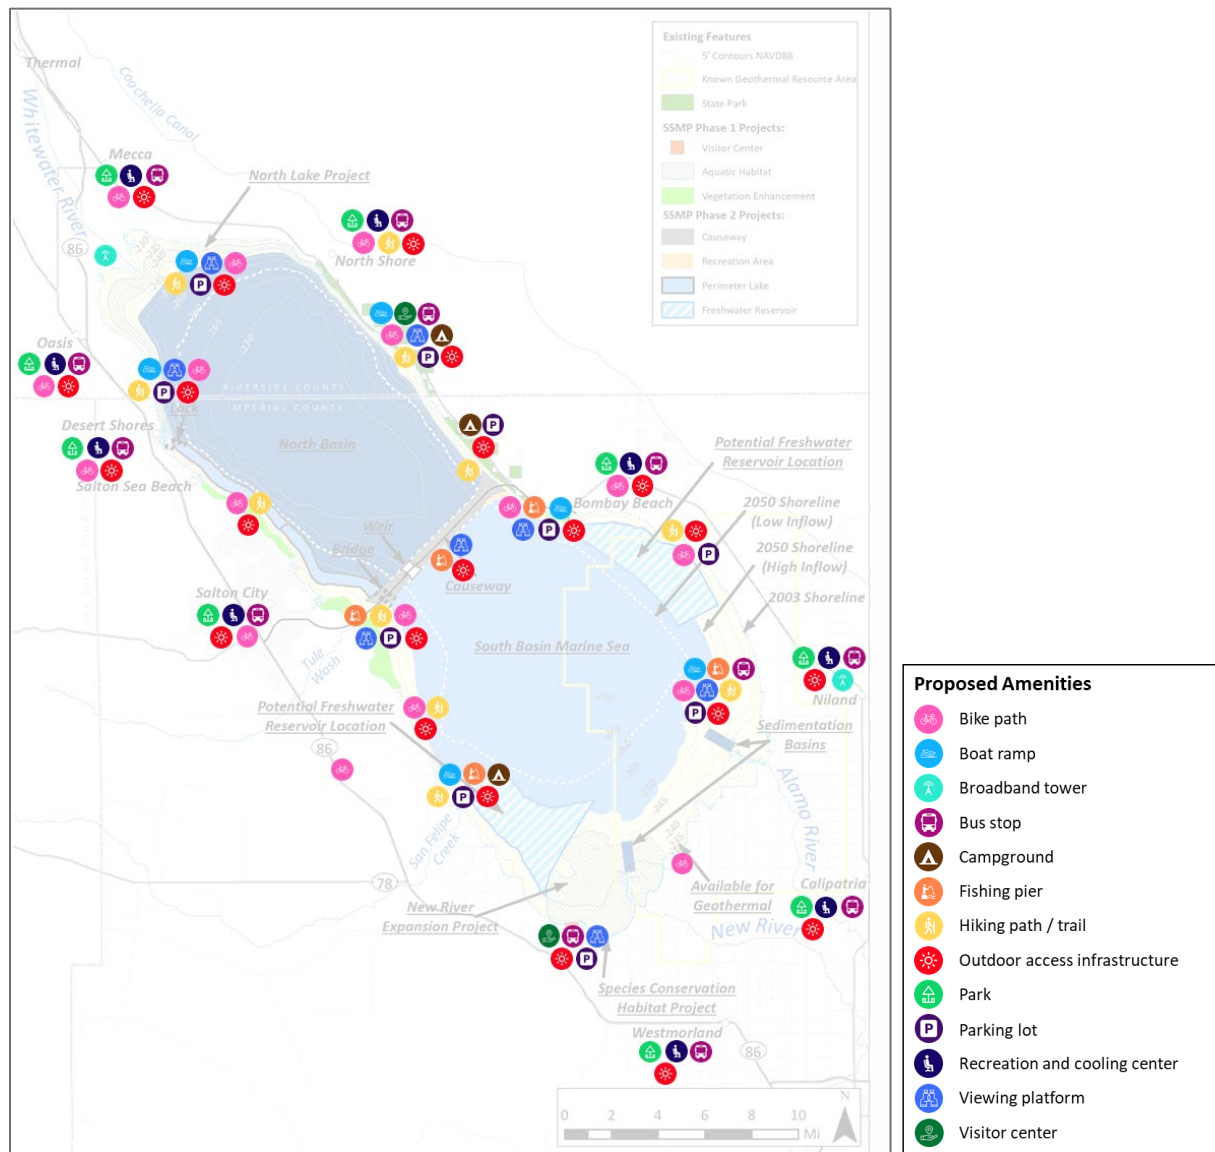 Existing Features
5' Contours NAVD88
Known Geothermal Resource Area
State Park
SSMP Phase 1 Projects:
Visitor Center
Aquatic Habitat
Vegetation Enhancement
SSMP Phase 2 Projects:
Causeway
Recreation Area
Perimeter Lake
Freshwater Reservoir
Thermal
Coachella Canal
Whitewater River
Mecca
North Lake Project
86
North Shore
Oasis
RIVERSIDE COUNTY
IMPERIAL COUNTY
Lock
Desert Shores
North Basin
Salton Sea Beach
Potential Freshwater
Reservoir Location
Bombay Beach
2050 Shoreline
(Low Inflow)
Weir
Bridge
2050 Shoreline
(High Inflow)
Causeway
2003 Shoreline
Salton City
South Basin Marine Sea
Tule
Wash
Niland
Potential Freshwater
Reservoir Location
Sedimentation
Basins
86
Alamo River
San Felipe
Creek
78
Calipatria
Available for
Geothermal
New River
Expansion Project
New River
Species Conservation
Habitat Project
Westmorland
86
N
0 2 4 6 8 10
Mi
Proposed Amenities
Bike path
Boat ramp
Broadband tower
Bus stop
Campground
Fishing pier
Hiking path / trail
Outdoor access infrastructure
Park
P Parking lot
Recreation and cooling center
Viewing platform
Visitor center